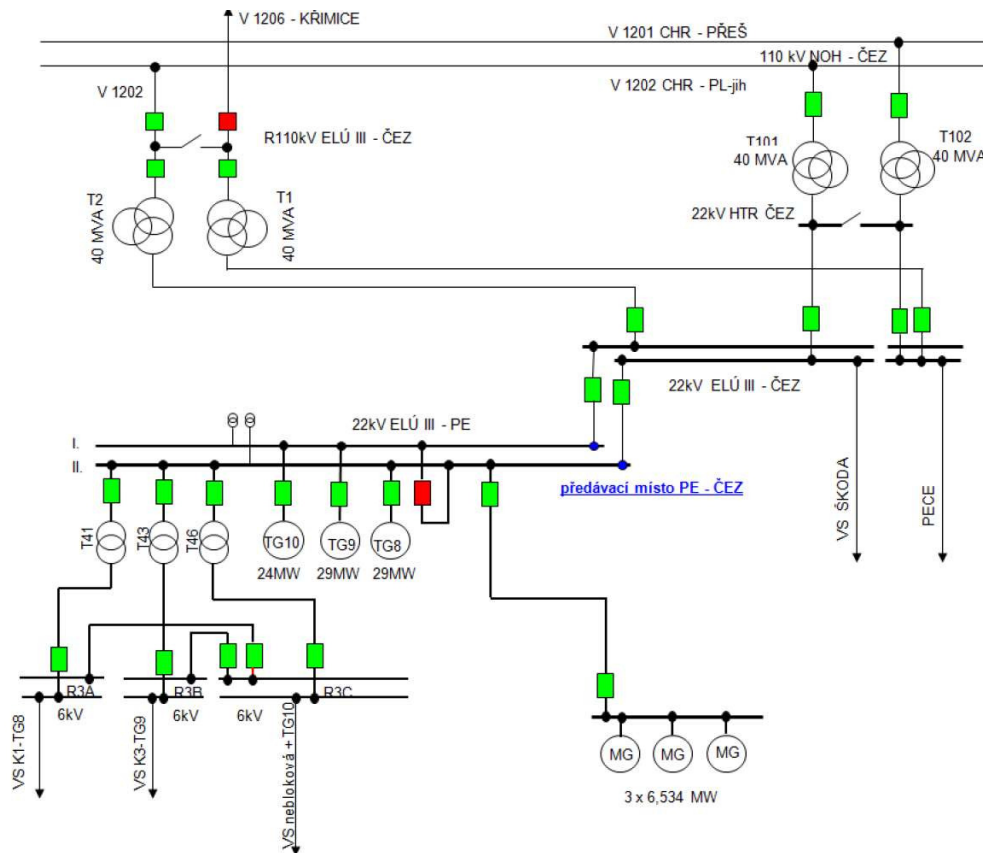 V 1206 - KŘIMICE
V 1201 CHR - PŘEŠ
110 kV NOH - ČEZ
V 1202 CHR - PL-jih
V 1202
R110kV ELÚ III - ČEZ
T101
40 MVA
T102
40 MVA
T2
40 MVA
T1
40 MVA
22kV HTR ČEZ
22kV ELÚ III - ČEZ
22kV ELÚ III - PE
I.
II.
předávací místo PE - ČEZ
VS ŠKODA
PECE
T41
T43
T46
TG10
TG9
TG8
24MW
29MW
29MW
R3A
R3B
R3C
6kV
6kV
6kV
VS K1-TG8
VS K3-TG9
VS nebloková + TG10
MG
MG
MG
3 x 6,534 MW